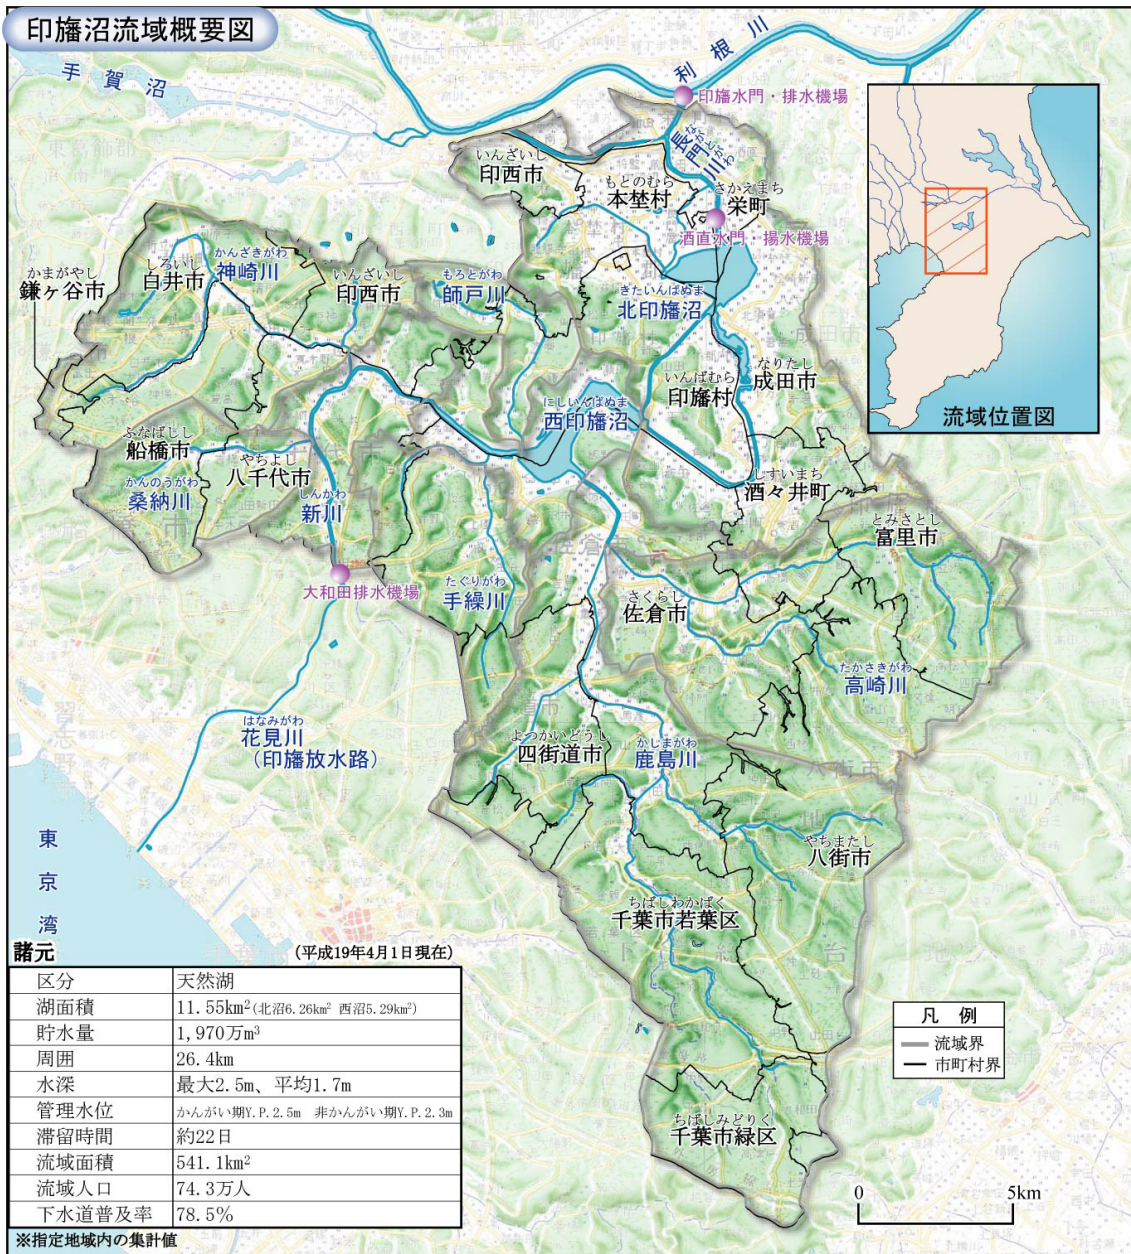 印旛沼流域概要図
手賀沼
利根川
印旛水門・排水機場
ながとがわ
長門川
いんざいし
印西市
もとのむら
本埜村
さかえまち
栄町
酒直水門・揚水機場
かまがやし
鎌ヶ谷市
しろいし
白井市
かんざきがわ
神崎川
いんざいし
印西市
もろとがわ
師戸川
きたいんばぬま
北印旛沼
なりたし
成田市
いんばむら
印旛村
にしいんばぬま
西印旛沼
流域位置図
ふなばしし
船橋市
かんのうがわ
桑納川
やちよし
八千代市
しんかわ
新川
しすいまち
酒々井町
とみさとし
富里市
大和田排水機場
たぐりがわ
手繰川
さくらし
佐倉市
たかさきがわ
高崎川
はなみがわ
花見川
(印旛放水路)
よつかいどうし
四街道市
かしまがわ
鹿島川
やちまたし
八街市
東京湾
ちばしわかばく
千葉市若葉区
ちばしみどりく
千葉市緑区
諸元 (平成19年4月1日現在)
区分 天然湖
湖面積 11.55km²(北沼6.26km² 西沼5.29km²)
貯水量 1,970万m³
周囲 26.4km
水深 最大2.5m、平均1.7m
管理水位 かんがい期Y.P.2.5m 非かんがい期Y.P.2.3m
滞留時間 約22日
流域面積 541.1km²
流域人口 74.3万人
下水道普及率 78.5%
※指定地域内の集計値
凡例
流域界
市町村界
0 5km